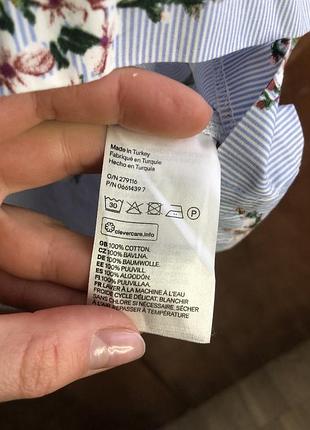 Made in Turkey
Fabriqué en Turquie
Hecho en Turquía
O/N 279116
P/N 0661439 7
30 P
clevercare.info
GB 100% COTTON.
CZ 100% BAVLNA.
DE 100% BAUMWOLLE.
EE 100% PUUVILL.
ES 100% ALGODÓN.
FI 100% PUUVILLAA.
FR LAVER À LA MACHINE À L'EAU
FROIDE CYCLE DÉLICAT, BLANCHIR
SANS CHLORE SI NÉCESSAIRE, SÉCHER
REPASSER À TEMPÉRATURE